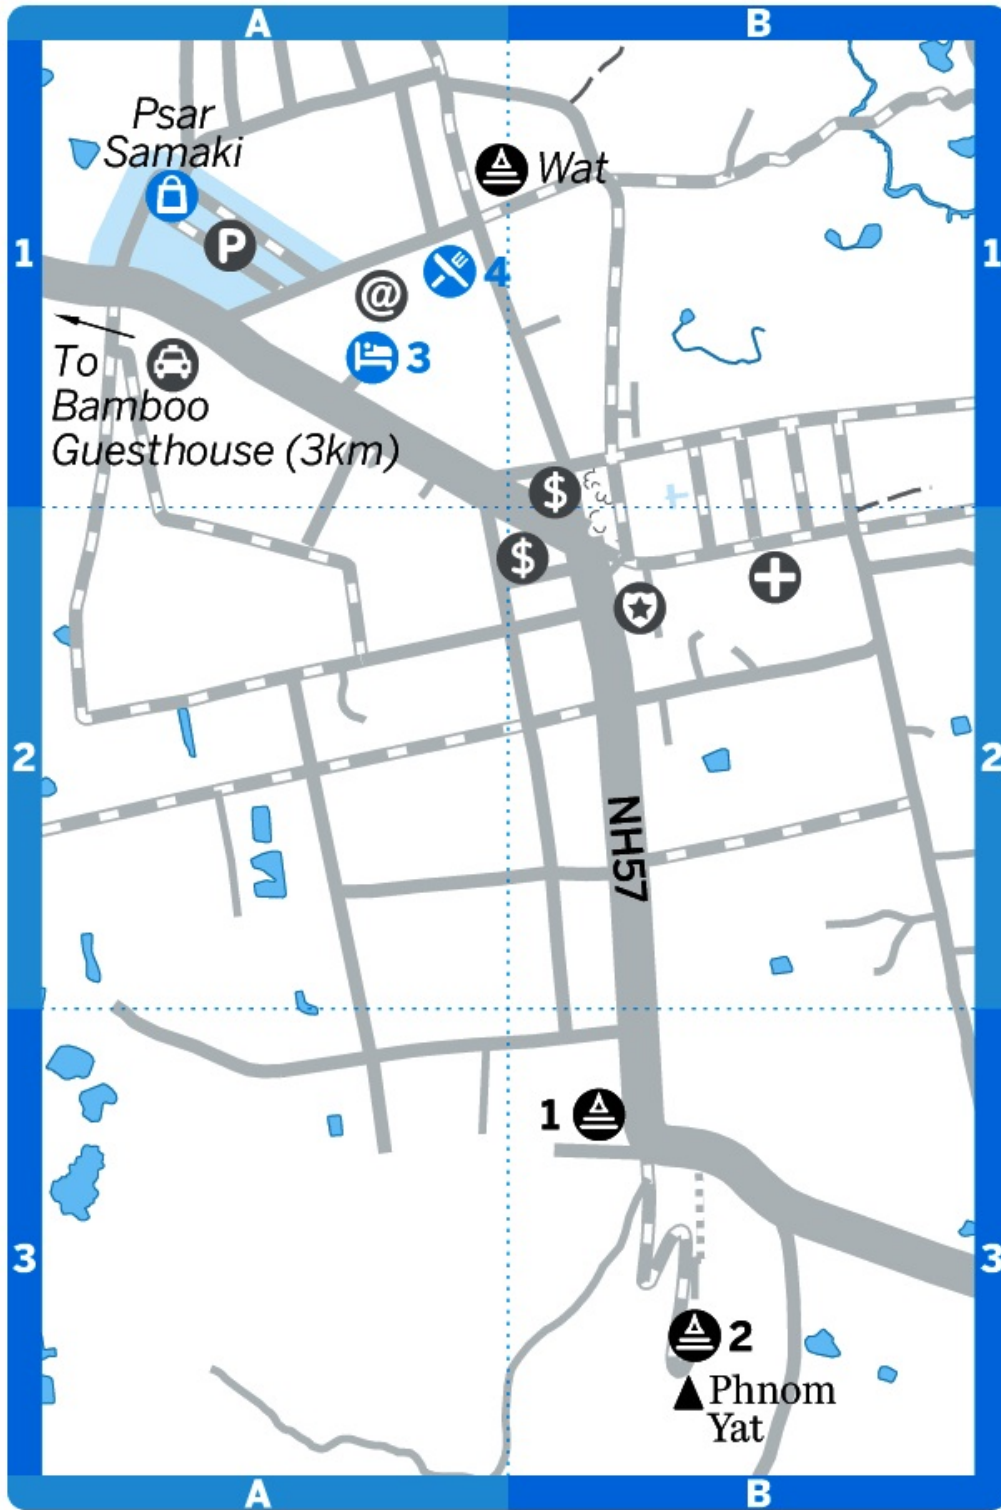 A
B
Psar
Samaki
Wat
P
1
1
4
@
3
To
Bamboo
Guesthouse (3km)
$
$
2
2
NH57
1
3
3
2
Phnom
Yat
A
B